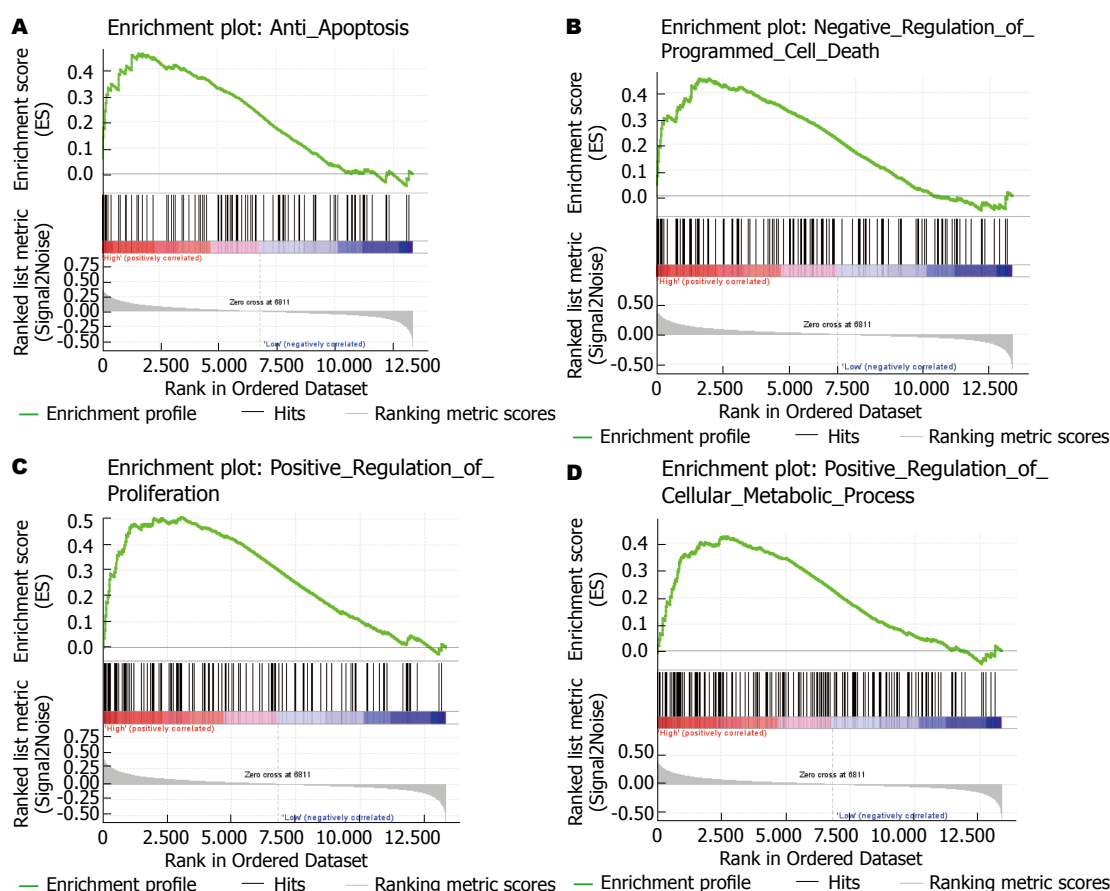 A
Enrichment plot: Anti_Apoptosis
Enrichment score
(ES)
0.4
0.3
0.2
0.1
0.0
'High' (positively correlated)
Ranked list metric
(Signal2Noise)
0.75
0.50
0.25
0.00
-0.25
-0.50
Zero cross at 6811
'Low' (negatively correlated)
0 2.500 5.000 7.500 10.000 12.500
Rank in Ordered Dataset
Enrichment profile Hits Ranking metric scores
B
Enrichment plot: Negative_Regulation_of_
Programmed_Cell_Death
Enrichment score
(ES)
0.4
0.3
0.2
0.1
0.0
'High' (positively correlated)
Ranked list metric
(Signal2Noise)
0.50
0.00
-0.50
Zero cross at 6811
'Low' (negatively correlated)
0 2.500 5.000 7.500 10.000 12.500
Rank in Ordered Dataset
Enrichment profile Hits Ranking metric scores
C
Enrichment plot: Positive_Regulation_of_
Proliferation
Enrichment score
(ES)
0.5
0.4
0.3
0.2
0.1
0.0
'High' (positively correlated)
Ranked list metric
(Signal2Noise)
0.75
0.50
0.25
0.00
-0.25
-0.50
Zero cross at 6811
'Low' (negatively correlated)
0 2.500 5.000 7.500 10.000 12.500
Rank in Ordered Dataset
Enrichment profile Hits Ranking metric scores
D
Enrichment plot: Positive_Regulation_of_
Cellular_Metabolic_Process
Enrichment score
(ES)
0.4
0.3
0.2
0.1
0.0
'High' (positively correlated)
Ranked list metric
(Signal2Noise)
0.50
0.00
-0.50
Zero cross at 6811
'Low' (negatively correlated)
0 2.500 5.000 7.500 10.000 12.500
Rank in Ordered Dataset
Enrichment profile Hits Ranking metric scores